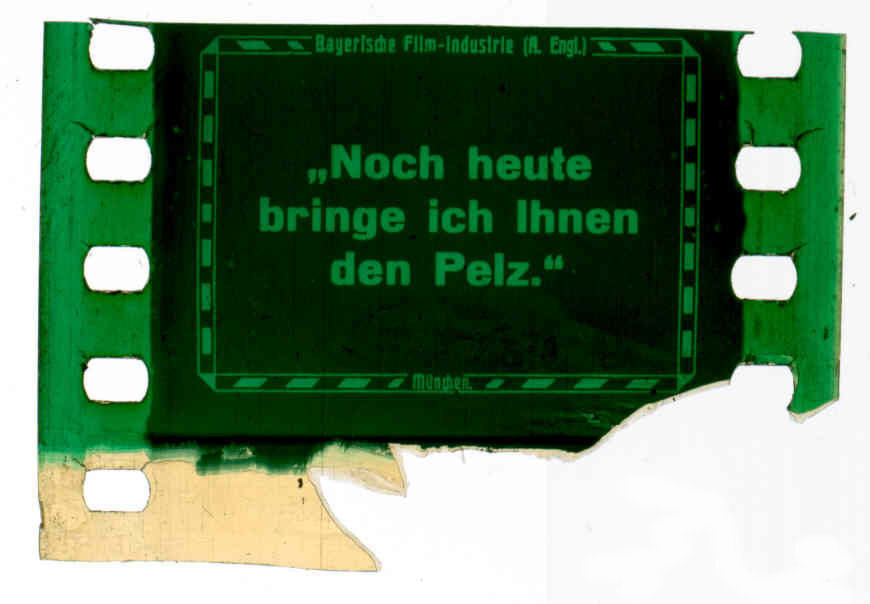 Bayerische Film-Industrie (A. Engl.)
„Noch heute
bringe ich Ihnen
den Pelz.“
München.